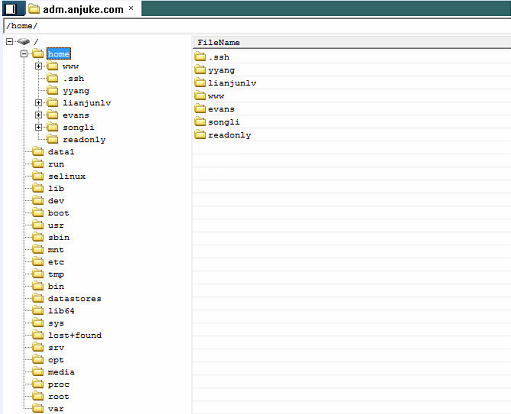 adm.anjuke.com ×
/home/
/
home
www
.ssh
yyang
lianjunlv
evans
songli
readonly
data1
run
selinux
lib
dev
boot
usr
sbin
mnt
etc
tmp
bin
datastores
lib64
sys
lost+found
srv
opt
media
proc
root
var
FileName
.ssh
yyang
lianjunlv
www
evans
songli
readonly